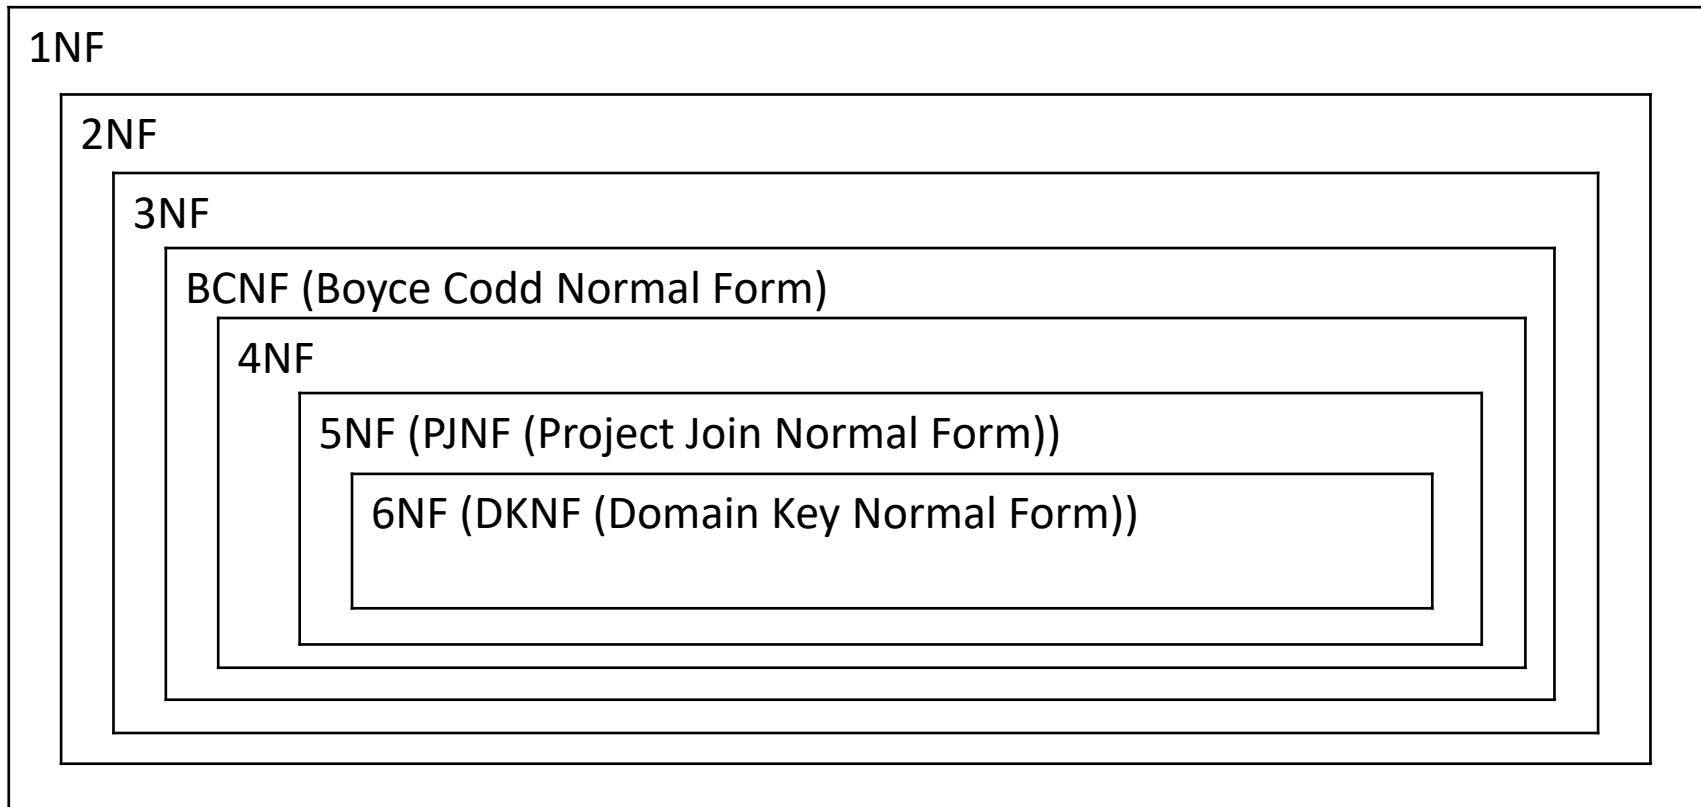 1NF
2NF
3NF
BCNF (Boyce Codd Normal Form)
4NF
5NF (PJNF (Project Join Normal Form))
6NF (DKNF (Domain Key Normal Form))